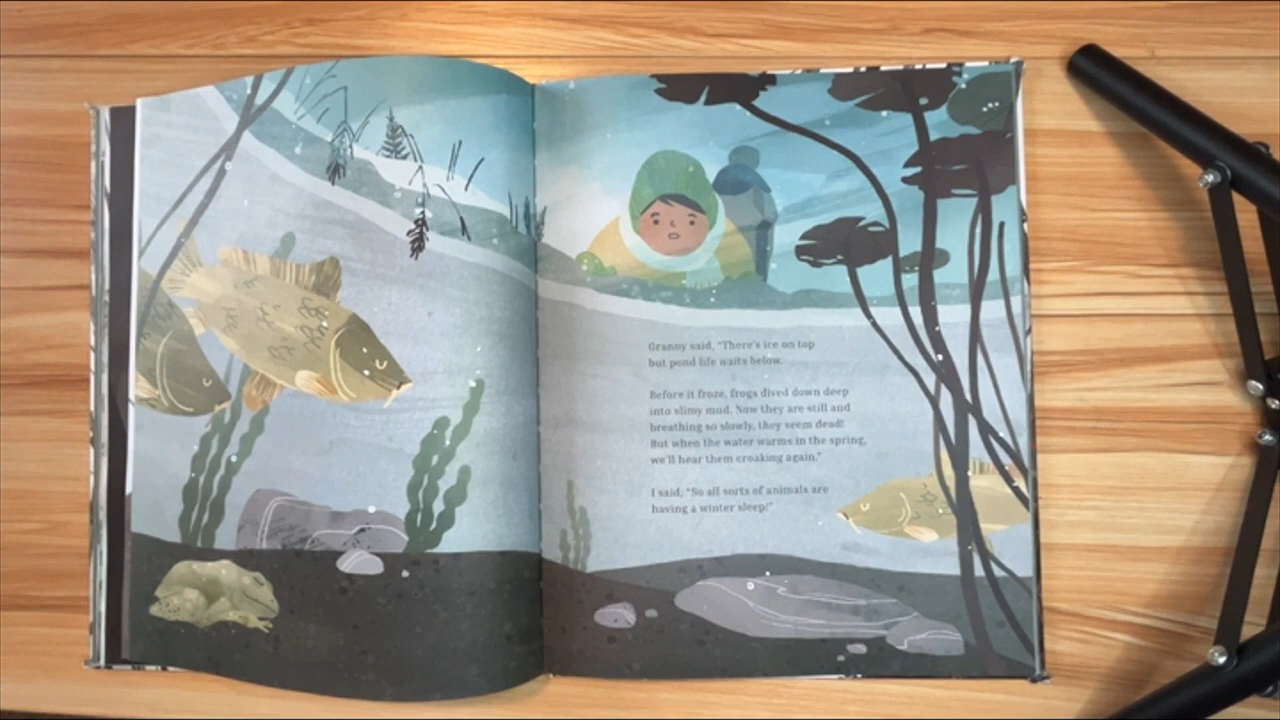 Granny said, "There's ice on top
but pond life waits below.
Before it froze, frogs dived down deep
into slimy mud. Now they are still and
breathing so slowly, they seem dead!
But when the water warms in the spring,
we'll hear them croaking again."
I said, "So all sorts of animals are
having a winter sleep!"